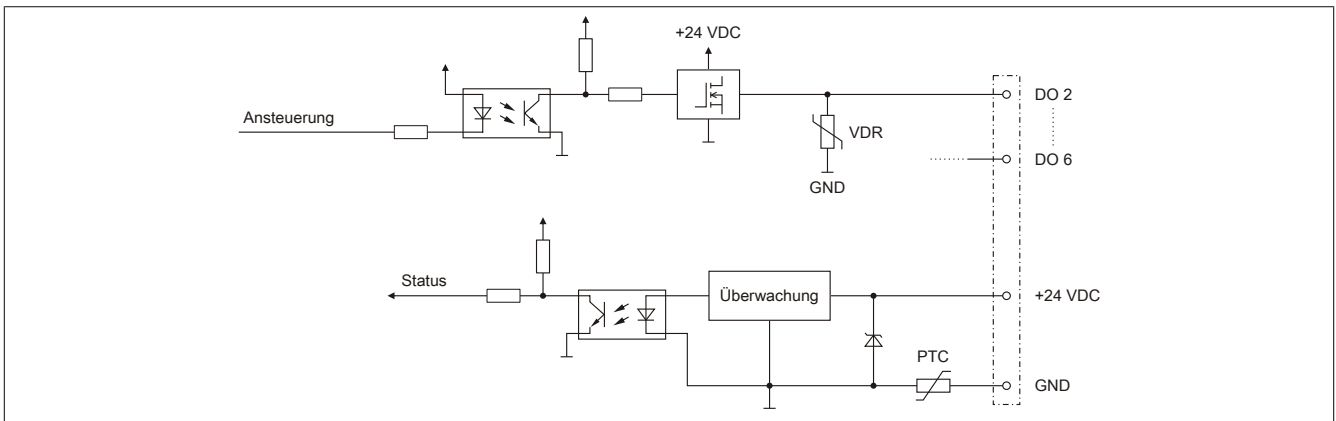 +24 VDC
Ansteuerung
DO 2
VDR
DO 6
GND
Status
Überwachung
+24 VDC
PTC
GND